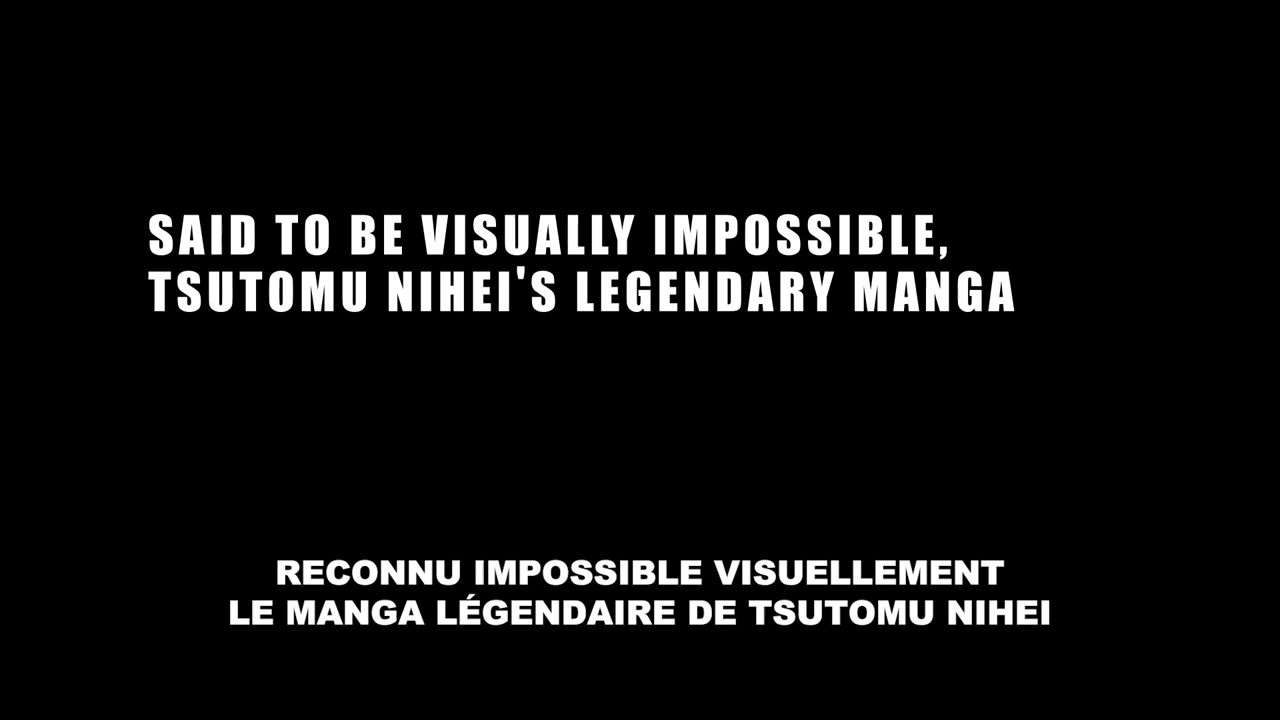 SAID TO BE VISUALLY IMPOSSIBLE,
TSUTOMU NIHEI'S LEGENDARY MANGA
RECONNU IMPOSSIBLE VISUELLEMENT
LE MANGA LÉGENDAIRE DE TSUTOMU NIHEI